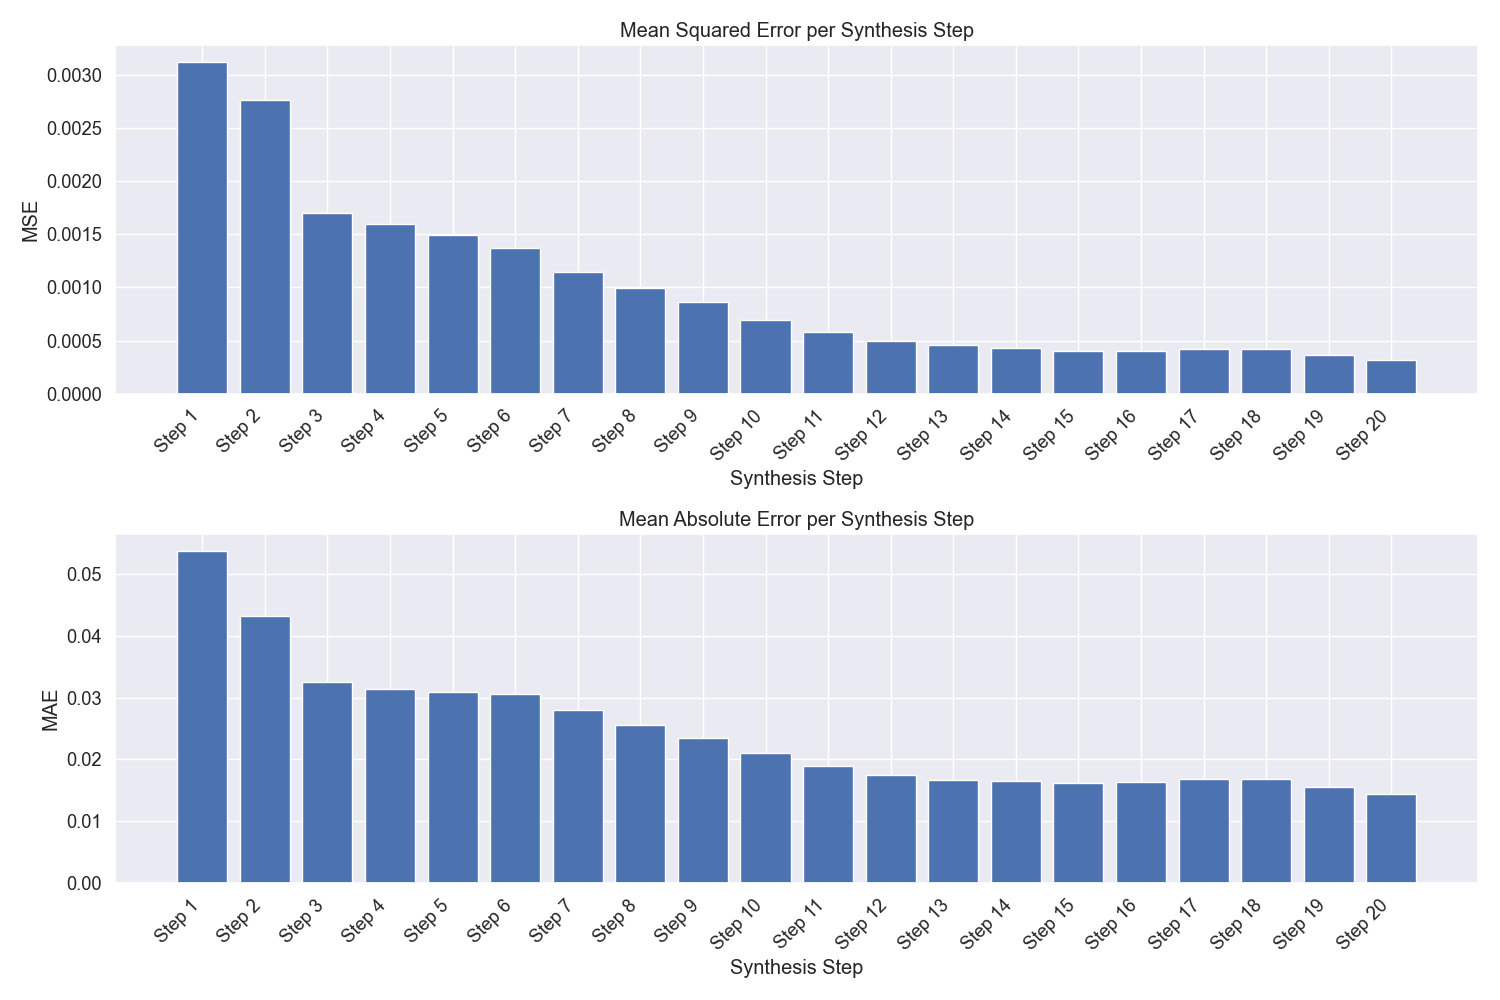 Mean Squared Error per Synthesis Step
0.0030
0.0025
0.0020
0.0015
0.0010
0.0005
0.0000
MSE
Step 1 Step 2 Step 3 Step 4 Step 5 Step 6 Step 7 Step 8 Step 9 Step 10 Step 11 Step 12 Step 13 Step 14 Step 15 Step 16 Step 17 Step 18 Step 19 Step 20
Synthesis Step
Mean Absolute Error per Synthesis Step
0.05
0.04
0.03
0.02
0.01
0.00
MAE
Step 1 Step 2 Step 3 Step 4 Step 5 Step 6 Step 7 Step 8 Step 9 Step 10 Step 11 Step 12 Step 13 Step 14 Step 15 Step 16 Step 17 Step 18 Step 19 Step 20
Synthesis Step